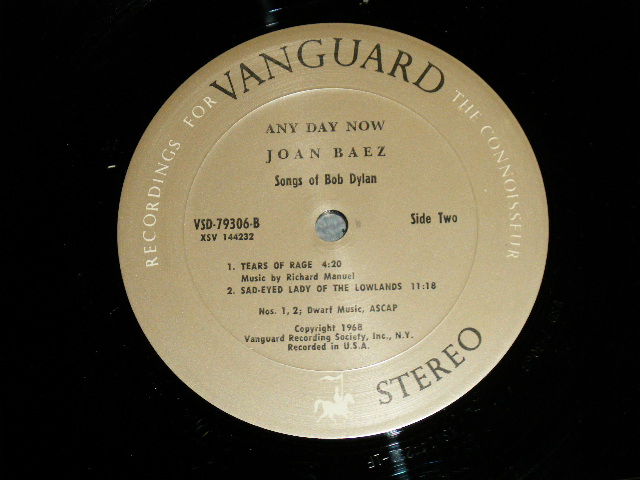 RECORDINGS FOR VANGUARD THE CONNOISSEUR
ANY DAY NOW
JOAN BAEZ
Songs of Bob Dylan
VSD-79306-B
XSV 144232
Side Two
1. TEARS OF RAGE 4:20
Music by Richard Manuel
2. SAD-EYED LADY OF THE LOWLANDS 11:18
Nos. 1, 2; Dwarf Music, ASCAP
Copyright 1968
Vanguard Recording Society, Inc., N.Y.
Recorded in U.S.A.
STEREO